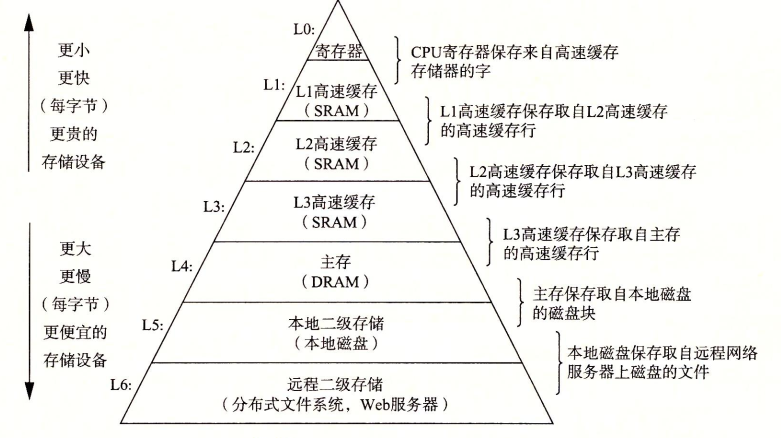 更小
更快
（每字节）
更贵的
存储设备
更大
更慢
（每字节）
更便宜的
存储设备
L0:
寄存器
CPU寄存器保存来自高速缓存
存储器的字
L1:
L1高速缓存
（SRAM）
L1高速缓存保存取自L2高速缓存
的高速缓存行
L2:
L2高速缓存
（SRAM）
L2高速缓存保存取自L3高速缓存
的高速缓存行
L3:
L3高速缓存
（SRAM）
L3高速缓存保存取自主存
的高速缓存行
L4:
主存
（DRAM）
主存保存取自本地磁盘
的磁盘块
L5:
本地二级存储
（本地磁盘）
本地磁盘保存取自远程网络
服务器上磁盘的文件
L6:
远程二级存储
（分布式文件系统，Web服务器）